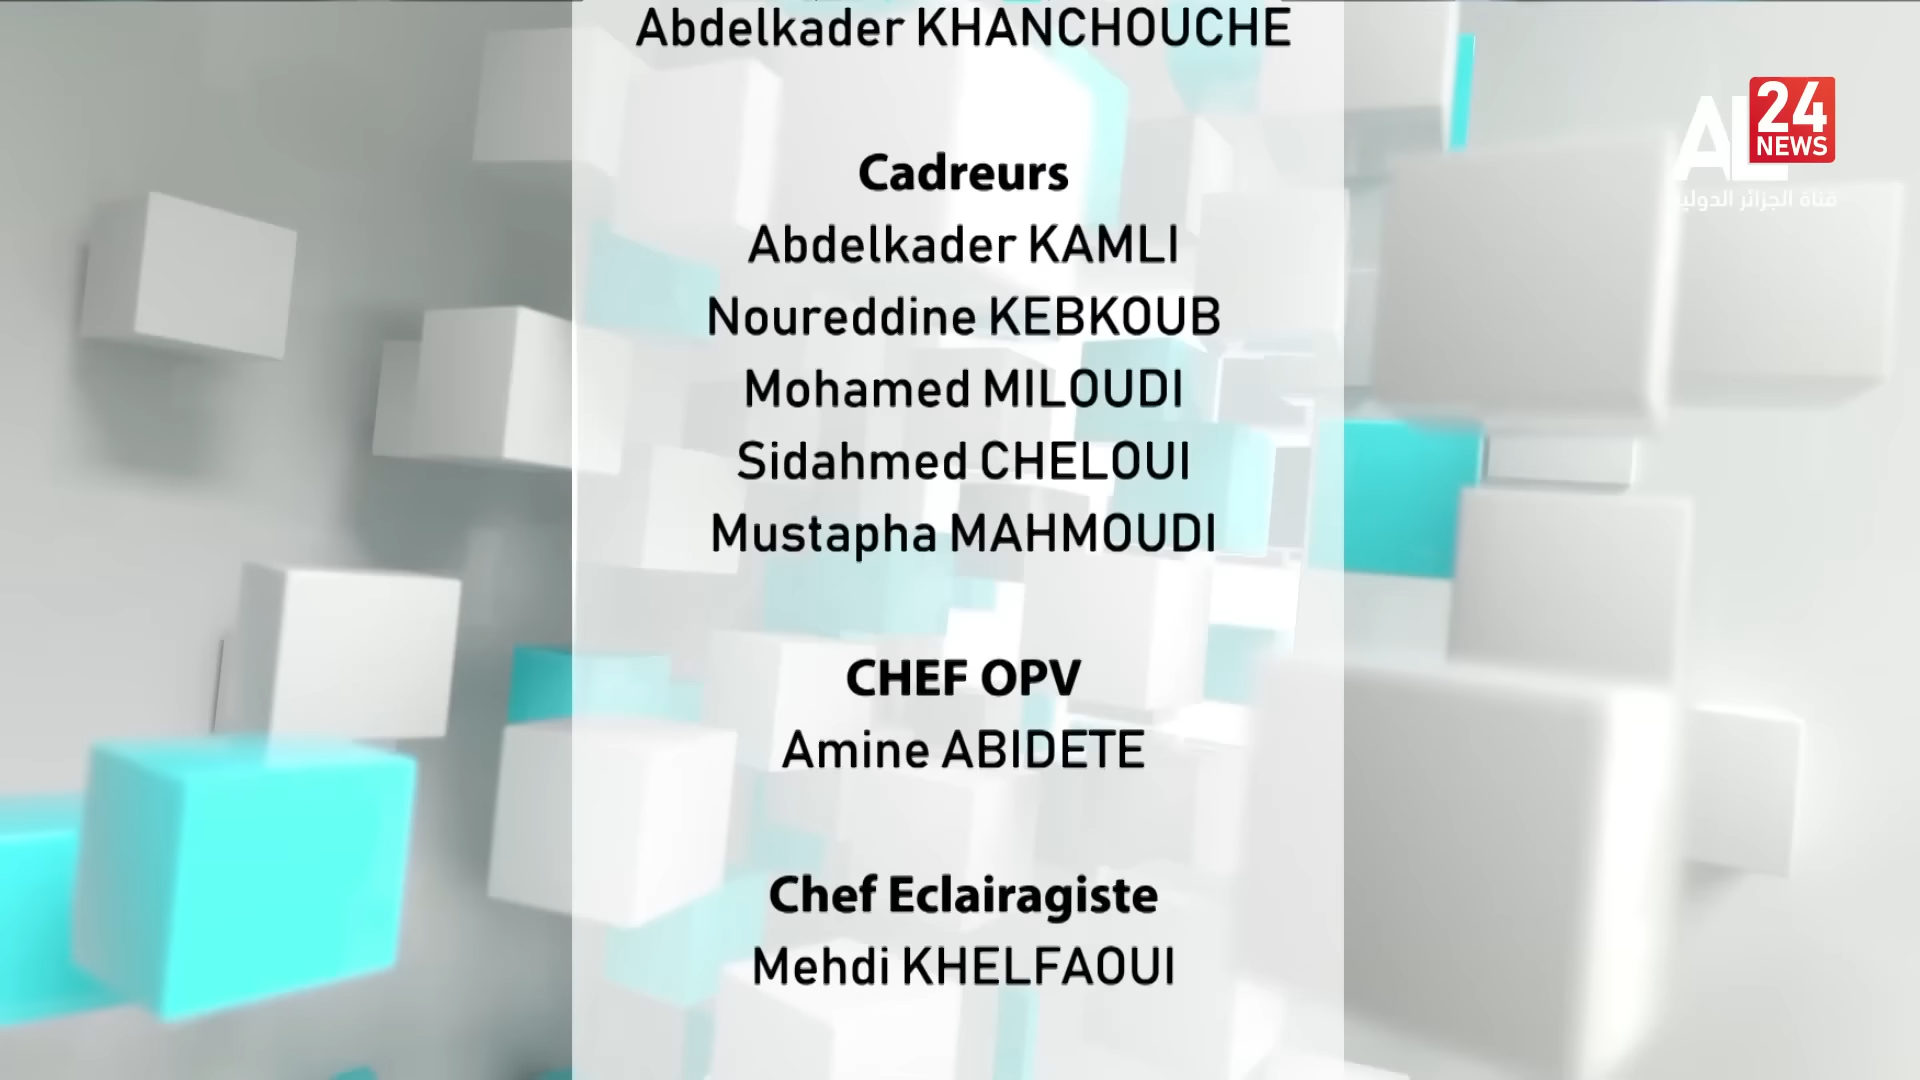 Abdelkader KHANCHOUCHE
Cadreurs
Abdelkader KAMLI
Noureddine KEBKOUB
Mohamed MILOUDI
Sidahmed CHELOUI
Mustapha MAHMOUDI
CHEF OPV
Amine ABIDETE
Chef Eclairagiste
Mehdi KHELFAOUI
AL
24
NEWS
قناة الجزائر الدولية